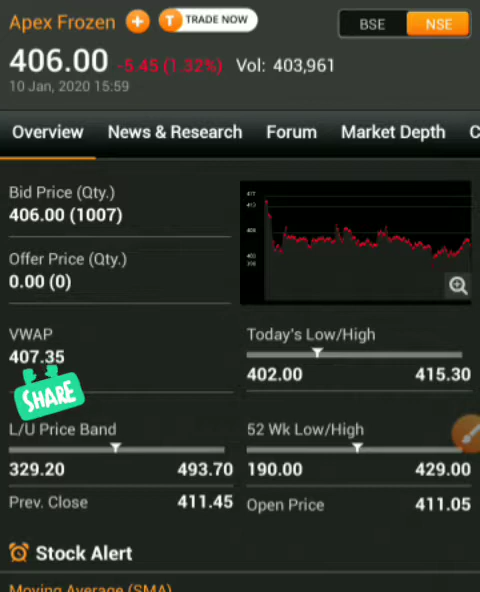 Apex Frozen + T TRADE NOW
BSE NSE
406.00 -5.45 (1.32%) Vol: 403,961
10 Jan, 2020 15:59
Overview News & Research Forum Market Depth C
Bid Price (Qty.)
406.00 (1007)
Offer Price (Qty.)
0.00 (0)
VWAP
407.35
SHARE
Today's Low/High
402.00 415.30
L/U Price Band
329.20 493.70
52 Wk Low/High
190.00 429.00
Prev. Close 411.45
Open Price 411.05
Stock Alert
Moving Average (SMA)